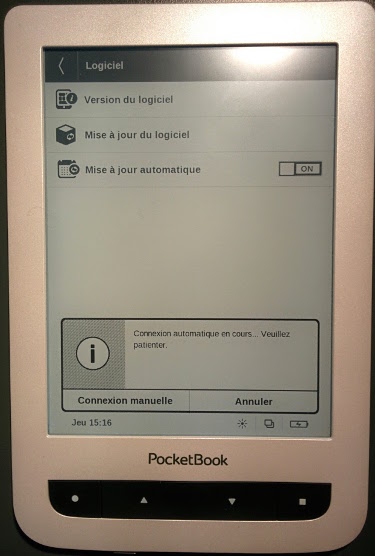 Logiciel
Version du logiciel
Mise à jour du logiciel
Mise à jour automatique ON
Connexion automatique en cours... Veuillez
patienter.
Connexion manuelle Annuler
Jeu 15:16
PocketBook